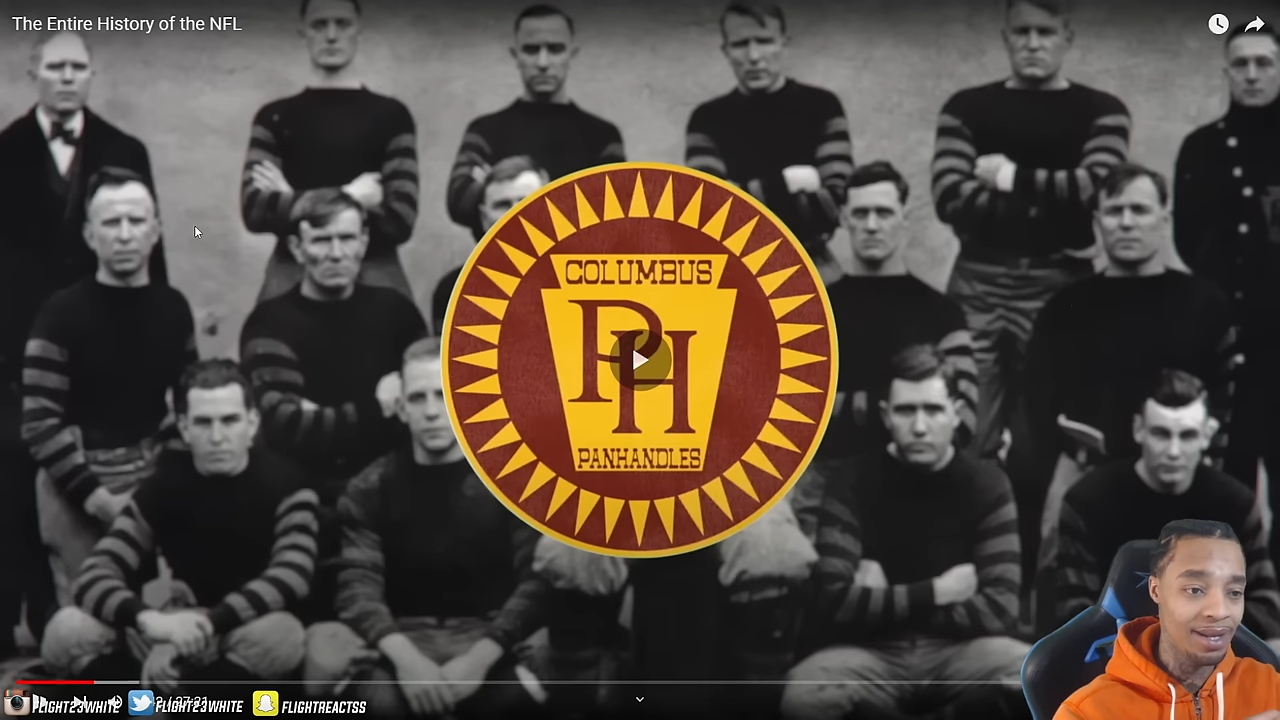 The Entire History of the NFL
COLUMBUS
PH
PANHANDLES
FLIGHT23WHITE
FLIGHT23WHITE
FLIGHTREACTSS